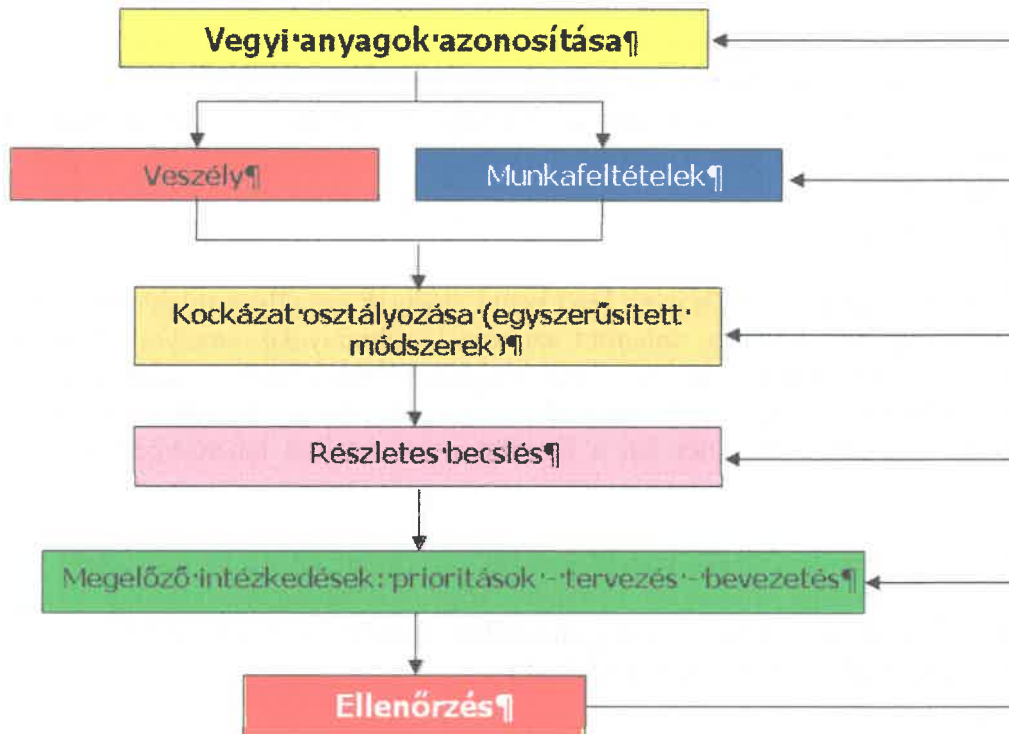 Vegyi·anyagok·azonosítása¶
Veszély¶
Munkafeltételek¶
Kockázat·osztályozása·(egyszerűsített·
módszerek)¶
Részletes·becslés¶
Megelőző·intézkedések:·prioritások·-·tervezés·-·bevezetés¶
Ellenőrzés¶